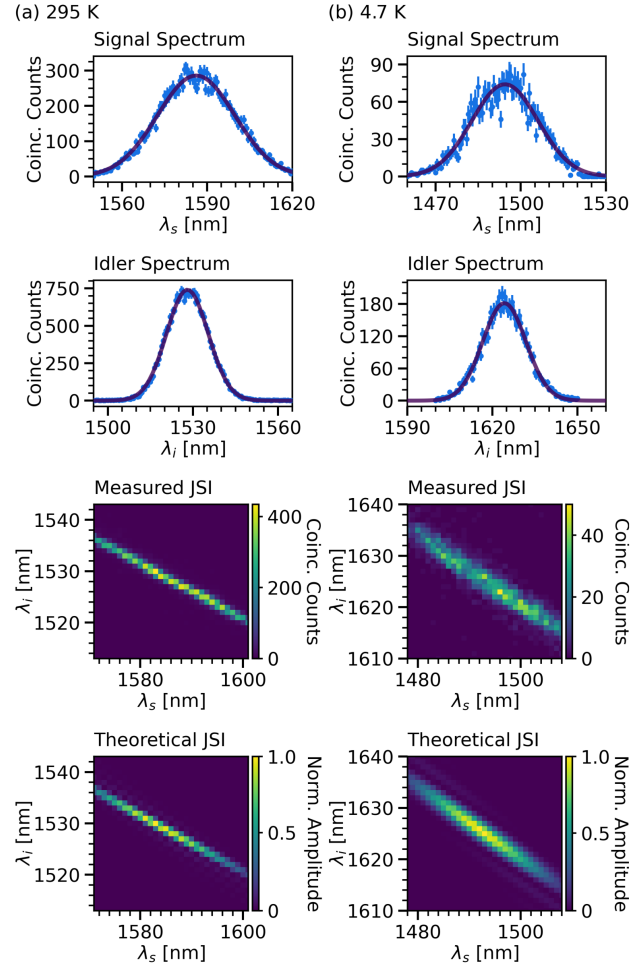 (a) 295 K
(b) 4.7 K
Signal Spectrum
Signal Spectrum
Coinc. Counts
300
200
100
0
1560
1590
1620
λs [nm]
Coinc. Counts
90
60
30
0
1470
1500
1530
λs [nm]
Idler Spectrum
Idler Spectrum
Coinc. Counts
750
500
250
0
1500
1530
1560
λi [nm]
Coinc. Counts
180
120
60
0
1590
1620
1650
λi [nm]
Measured JSI
Measured JSI
λi [nm]
1540
1530
1520
1580
1600
λs [nm]
400
200
0
Coinc. Counts
λi [nm]
1640
1630
1620
1610
1480
1500
λs [nm]
40
20
0
Coinc. Counts
Theoretical JSI
Theoretical JSI
λi [nm]
1540
1530
1520
1580
1600
λs [nm]
1.0
0.5
0
Norm. Amplitude
λi [nm]
1640
1630
1620
1610
1480
1500
λs [nm]
1.0
0.5
0
Norm. Amplitude